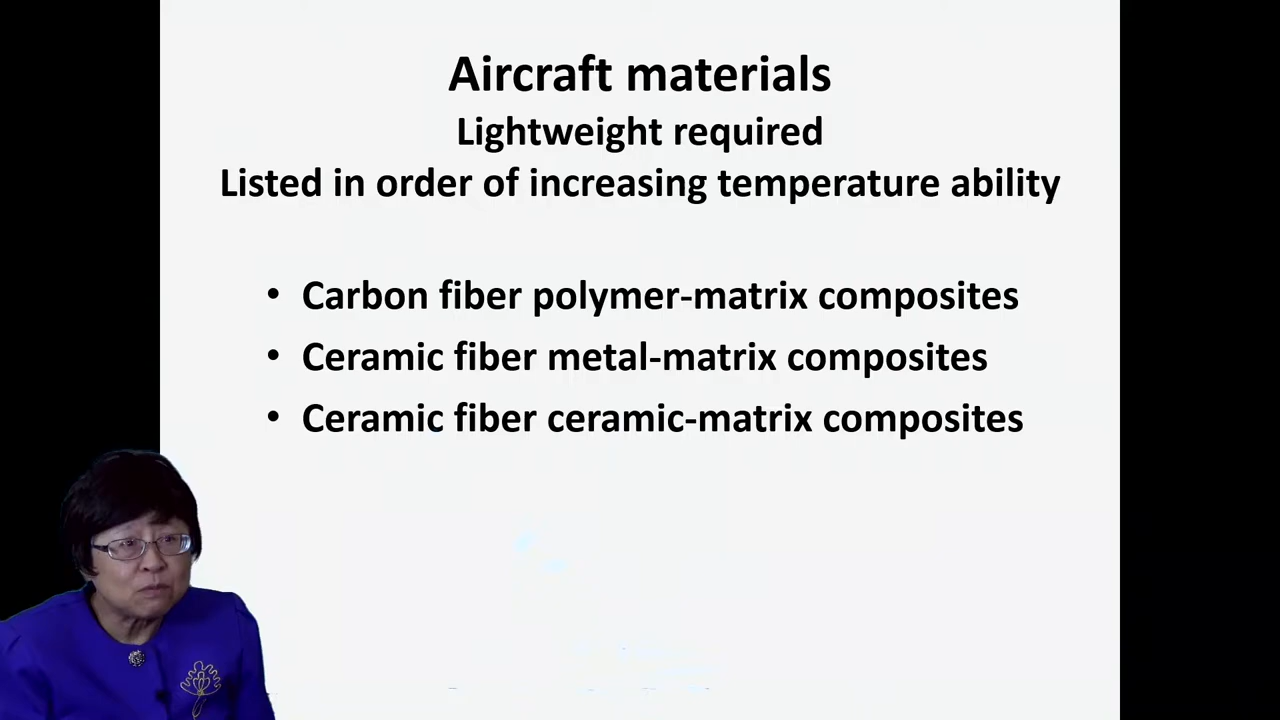 Aircraft materials
Lightweight required
Listed in order of increasing temperature ability
• Carbon fiber polymer-matrix composites
• Ceramic fiber metal-matrix composites
• Ceramic fiber ceramic-matrix composites